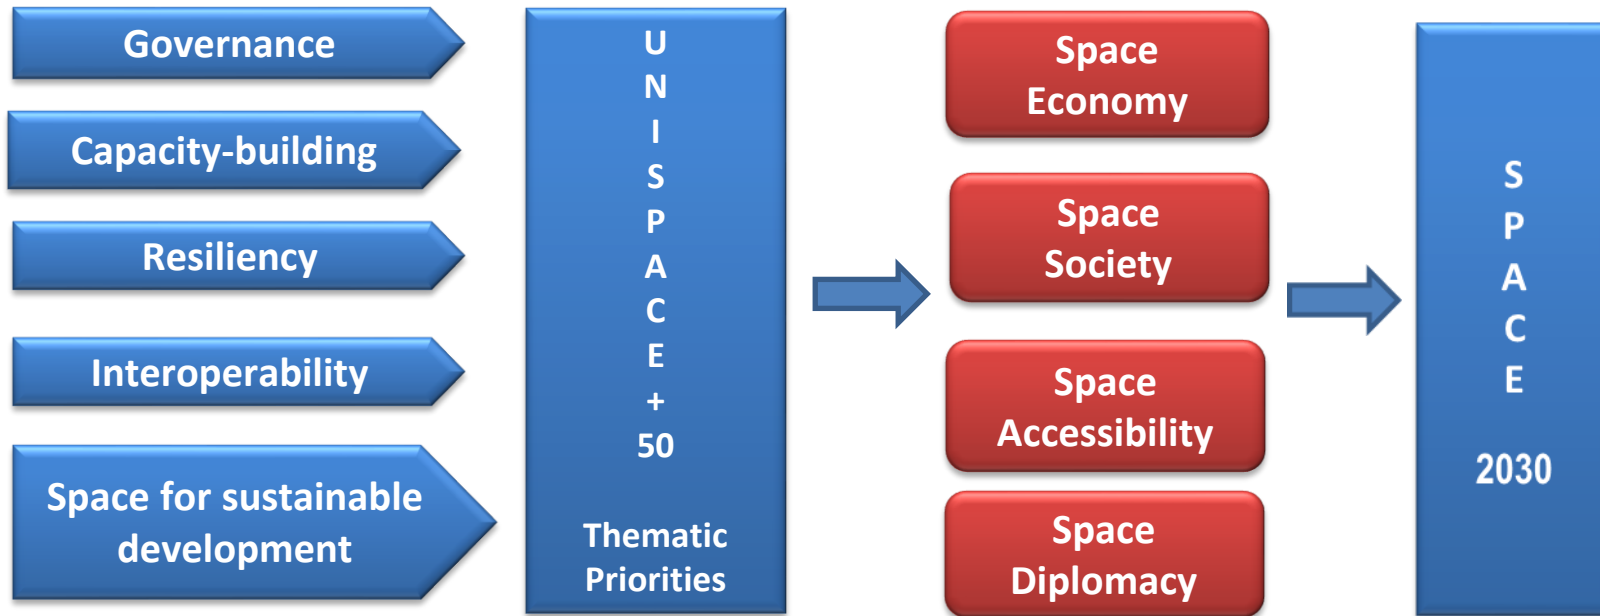 Governance
Capacity-building
Resiliency
Interoperability
Space for sustainable
development
U
N
I
S
P
A
C
E
+
50
Thematic
Priorities
Space
Economy
Space
Society
Space
Accessibility
Space
Diplomacy
S
P
A
C
E
2030